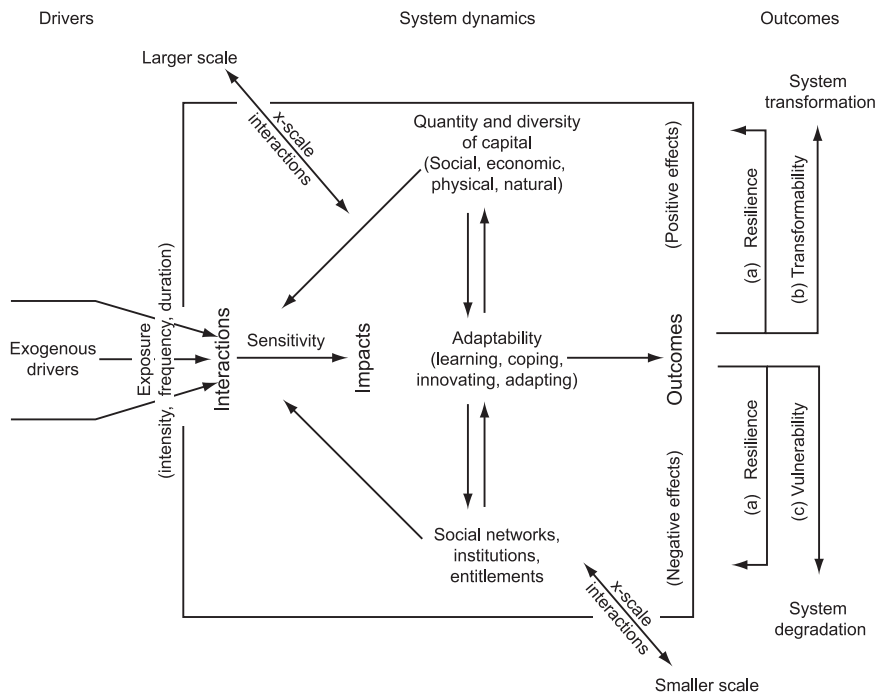 Drivers
System dynamics
Outcomes
Larger scale
x-scale
interactions
Quantity and diversity
of capital
(Social, economic,
physical, natural)
Exogenous
drivers
Exposure
(intensity, frequency, duration)
Interactions
Sensitivity
Impacts
Adaptability
(learning, coping,
innovating, adapting)
Social networks,
institutions,
entitlements
x-scale
interactions
Smaller scale
(Positive effects)
Outcomes
(Negative effects)
System
transformation
(a) Resilience
(b) Transformability
(a) Resilience
(c) Vulnerability
System
degradation